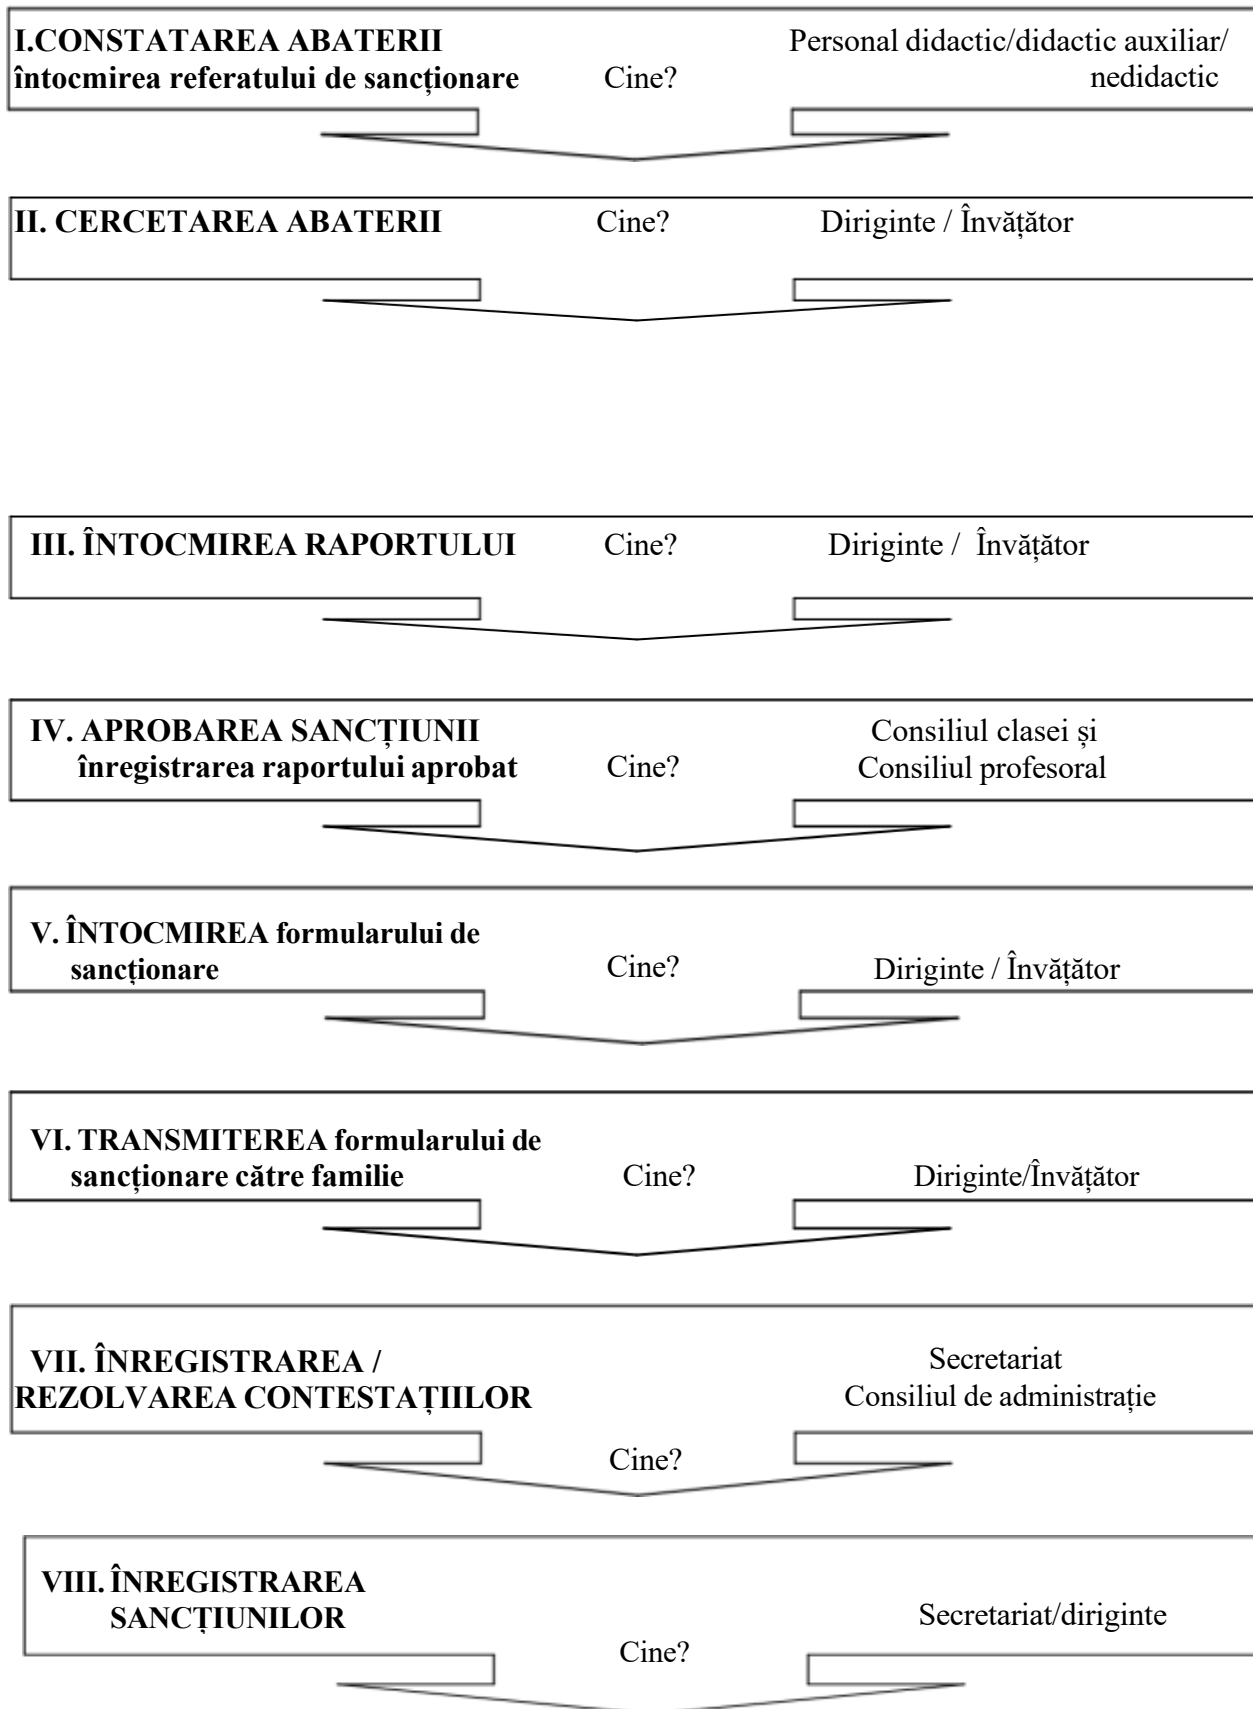 I.CONSTATAREA ABATERII Personal didactic/didactic auxiliar/
întocmirea referatului de sancționare Cine? nedidactic
II. CERCETAREA ABATERII Cine? Diriginte / Învățător
III. ÎNTOCMIREA RAPORTULUI Cine? Diriginte / Învățător
IV. APROBAREA SANCȚIUNII Consiliul clasei și
înregistrarea raportului aprobat Cine? Consiliul profesoral
V. ÎNTOCMIREA formularului de
sancționare Cine? Diriginte / Învățător
VI. TRANSMITEREA formularului de
sancționare către familie Cine? Diriginte/Învățător
VII. ÎNREGISTRAREA / Secretariat
REZOLVAREA CONTESTAȚIILOR Consiliul de administrație
Cine?
VIII. ÎNREGISTRAREA
SANCȚIUNILOR Secretariat/diriginte
Cine?